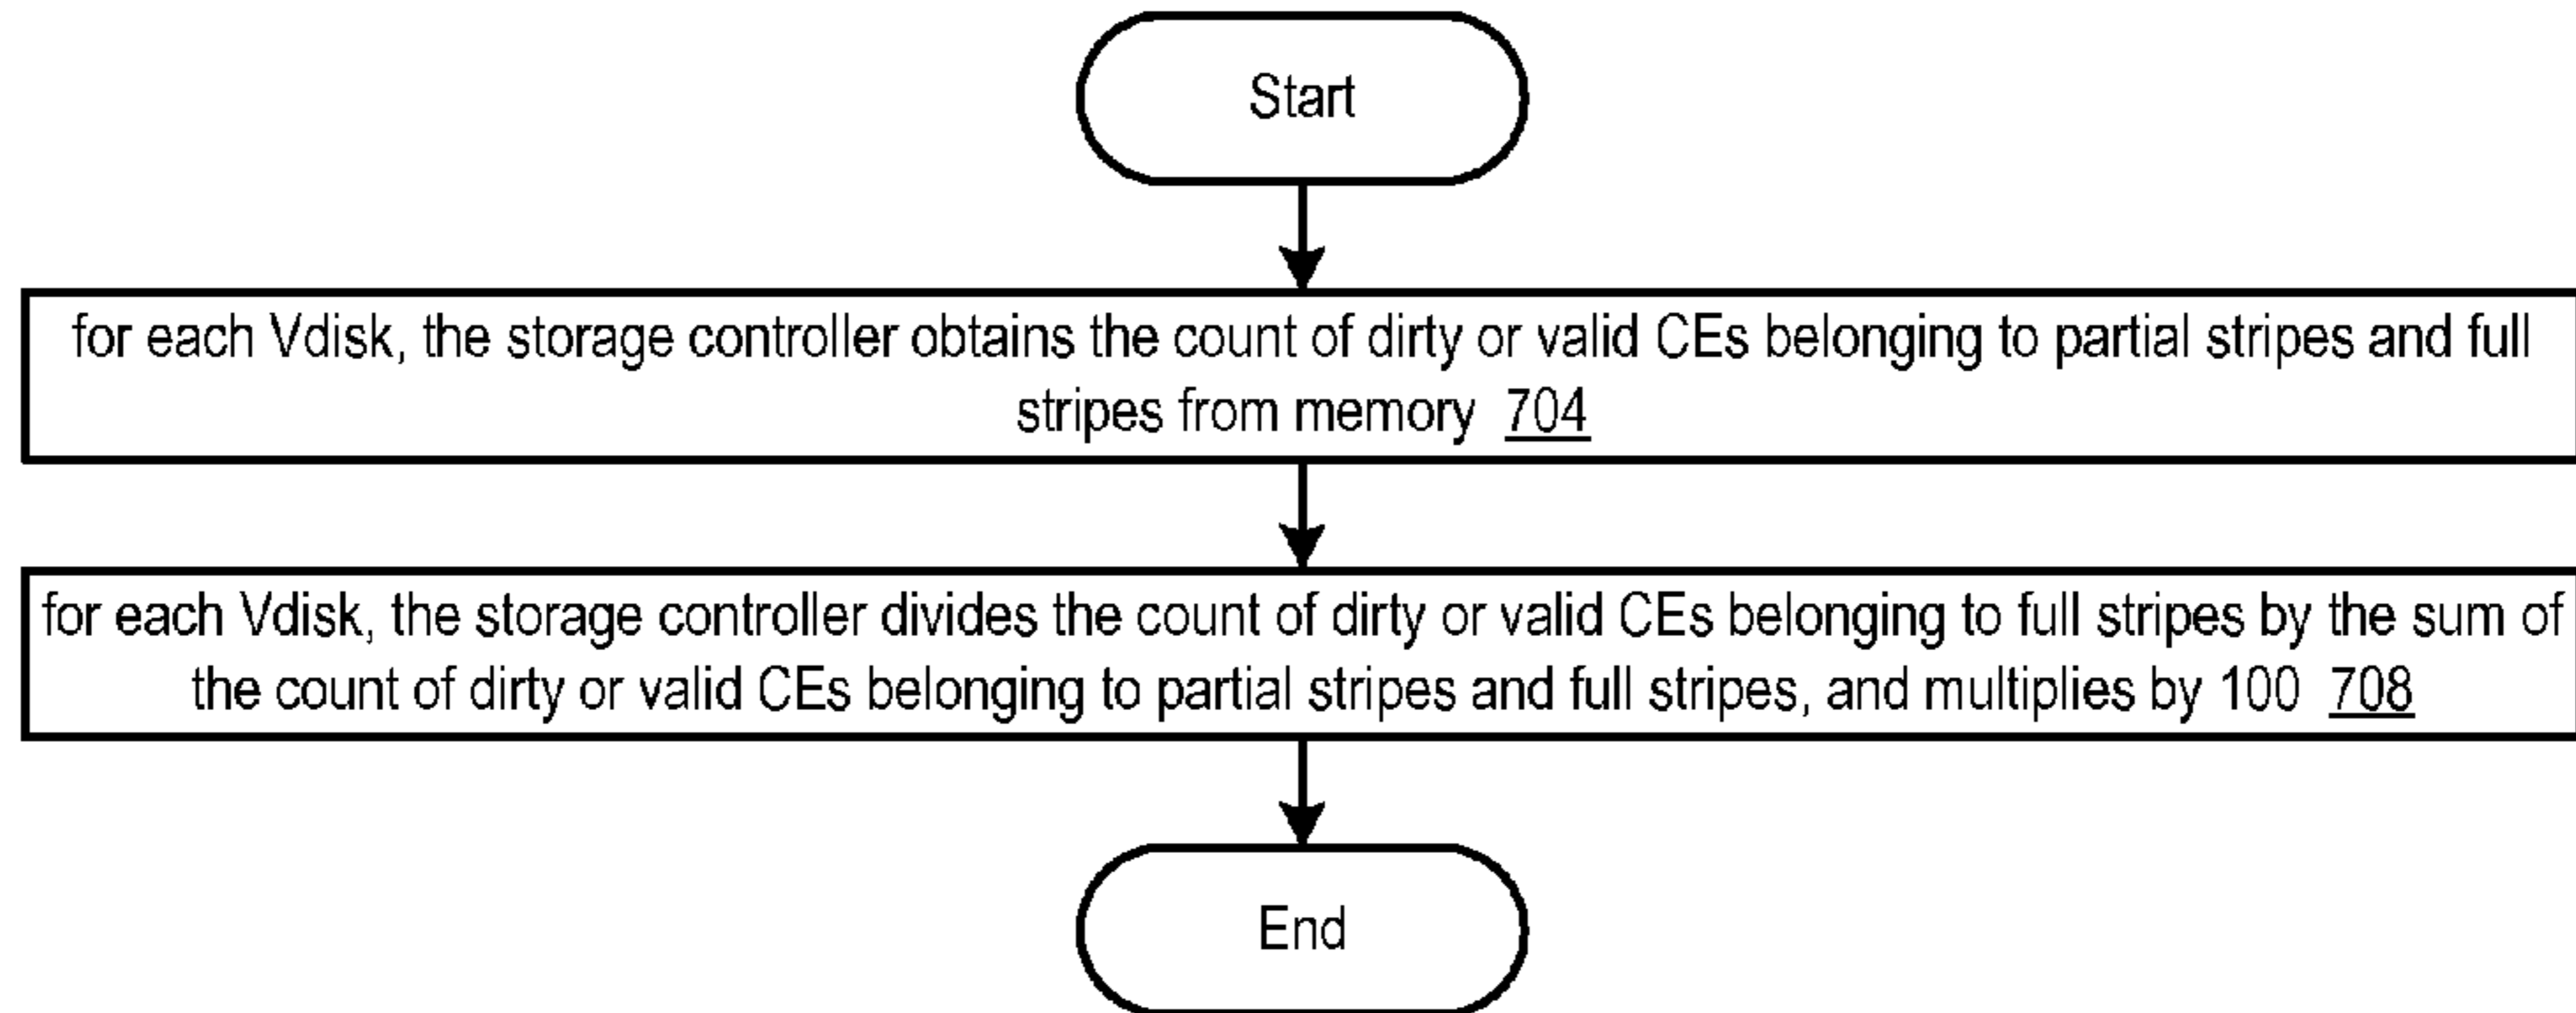 Start
for each Vdisk, the storage controller obtains the count of dirty or valid CEs belonging to partial stripes and full
stripes from memory 704
for each Vdisk, the storage controller divides the count of dirty or valid CEs belonging to full stripes by the sum of
the count of dirty or valid CEs belonging to partial stripes and full stripes, and multiplies by 100 708
End